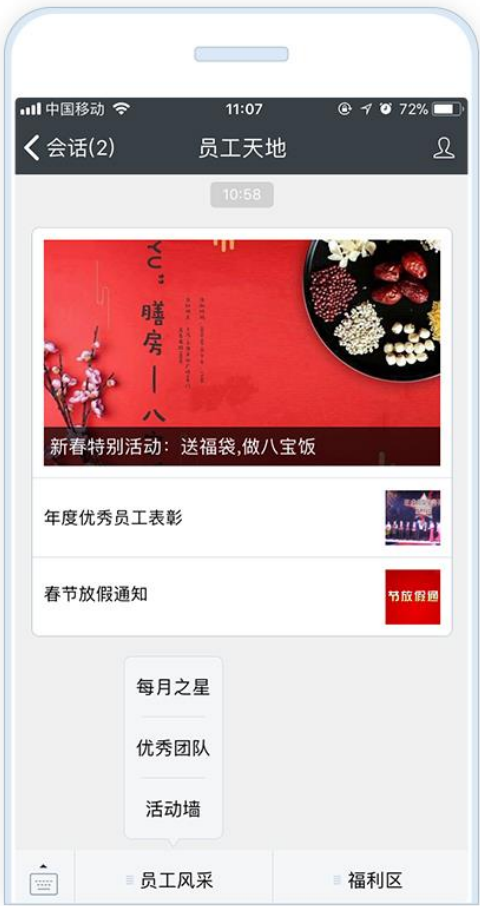 中国移动
11:07
72%
会话(2)
员工天地
10:58
膳房一八
新春特别活动：送福袋,做八宝饭
年度优秀员工表彰
春节放假通知
节放假通
每月之星
优秀团队
活动墙
员工风采
福利区